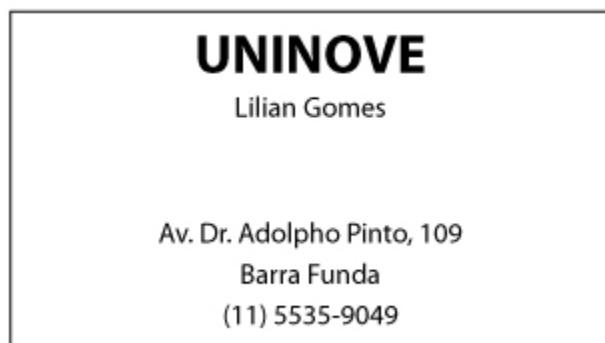 UNINOVE
Lilian Gomes
Av. Dr. Adolpho Pinto, 109
Barra Funda
(11) 5535-9049